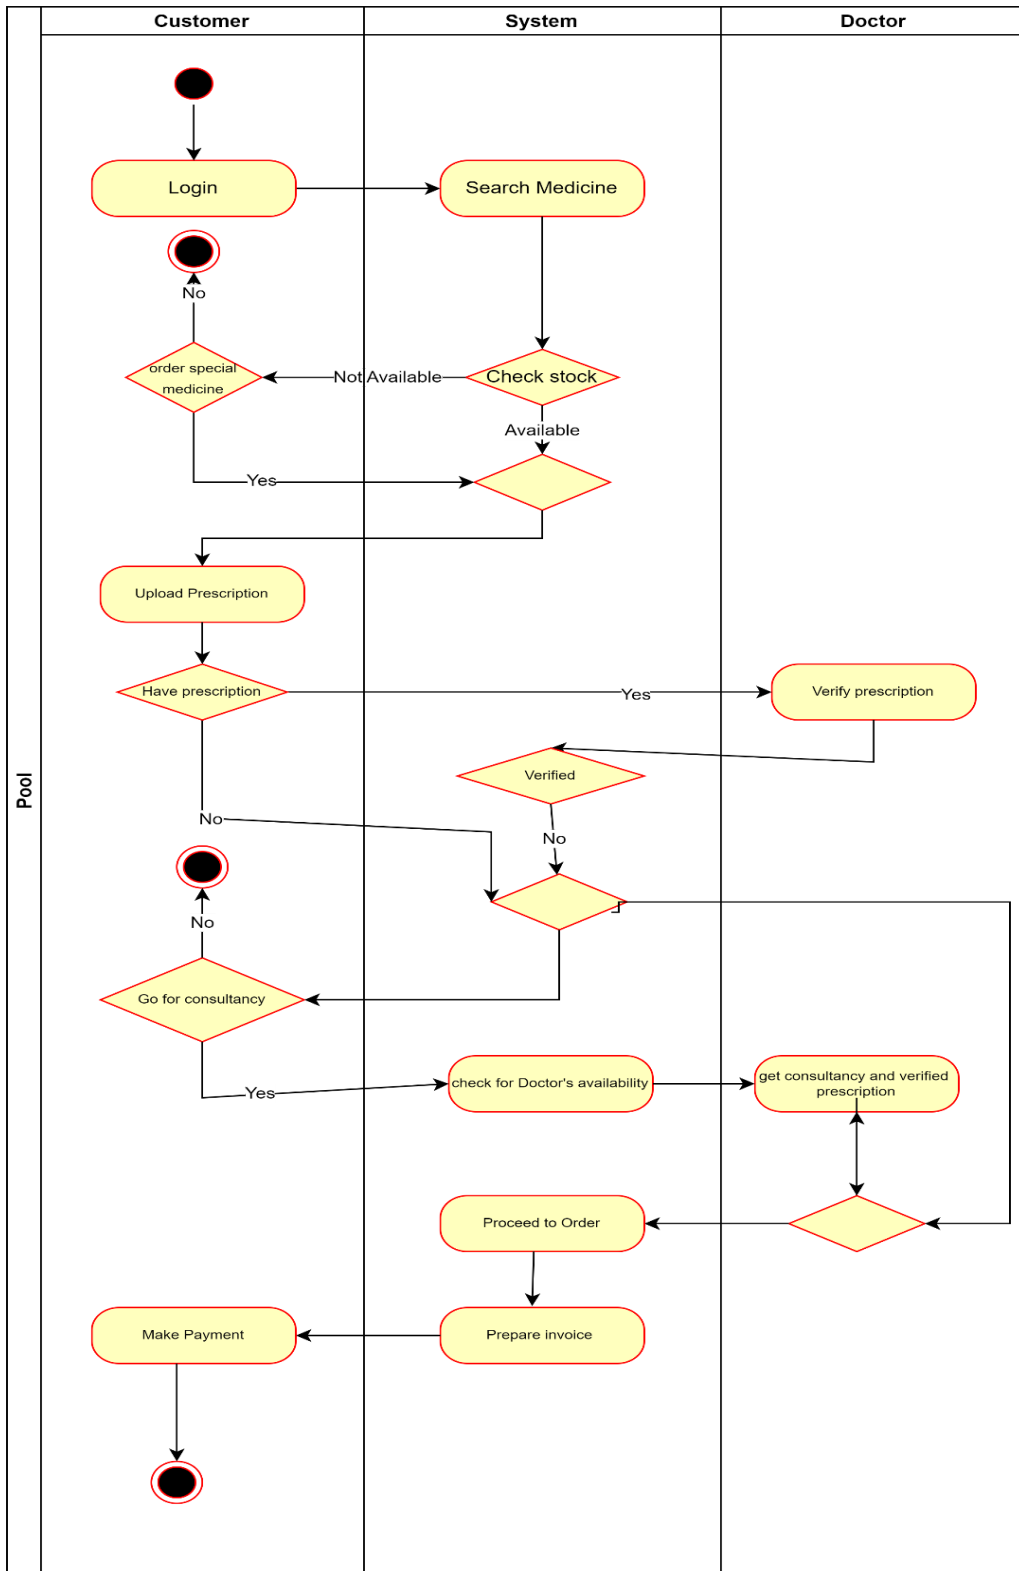 Customer
System
Doctor
Pool
Login
Search Medicine
No
order special
medicine
Not Available
Check stock
Available
Yes
Upload Prescription
Have prescription
Yes
Verify prescription
Verified
No
No
No
Go for consultancy
Yes
check for Doctor's availability
get consultancy and verified
prescription
Proceed to Order
Make Payment
Prepare invoice